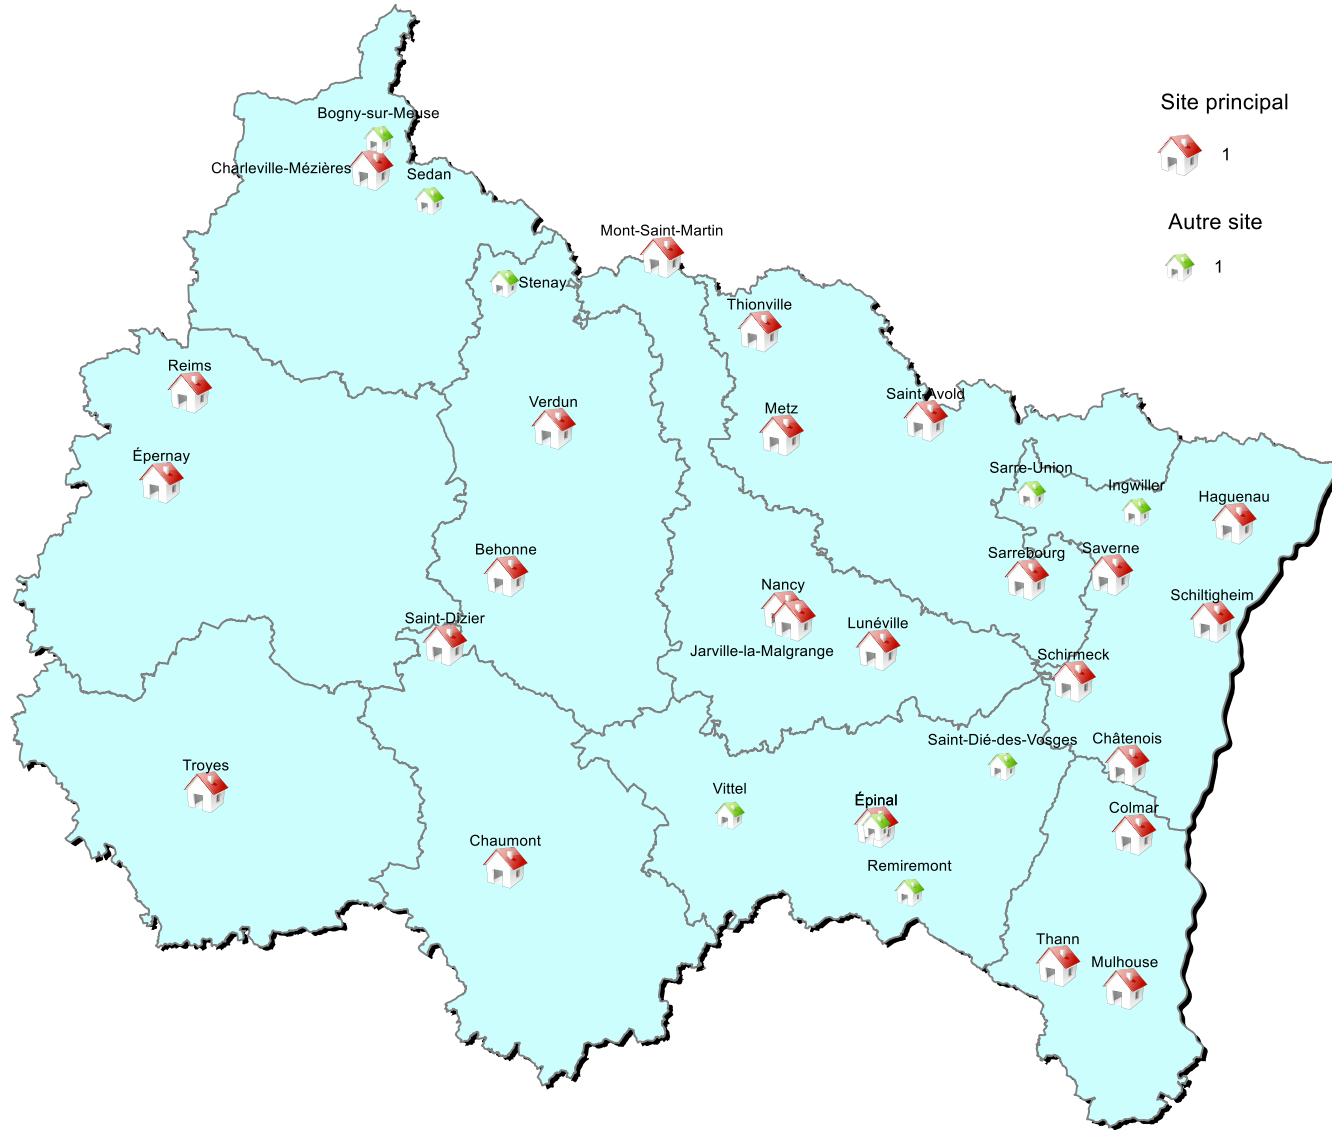 Site principal
1
Autre site
1
Bogny-sur-Meuse
Charleville-Mézières
Sedan
Mont-Saint-Martin
Stenay
Thionville
Reims
Saint-Avold
Verdun
Metz
Épernay
Sarre-Union
Ingwiller
Haguenau
Behonne
Sarrebourg
Saverne
Nancy
Schiltigheim
Saint-Dizier
Lunéville
Jarville-la-Malgrange
Schirmeck
Saint-Dié-des-Vosges
Châtenois
Troyes
Vittel
Épinal
Colmar
Chaumont
Remiremont
Thann
Mulhouse